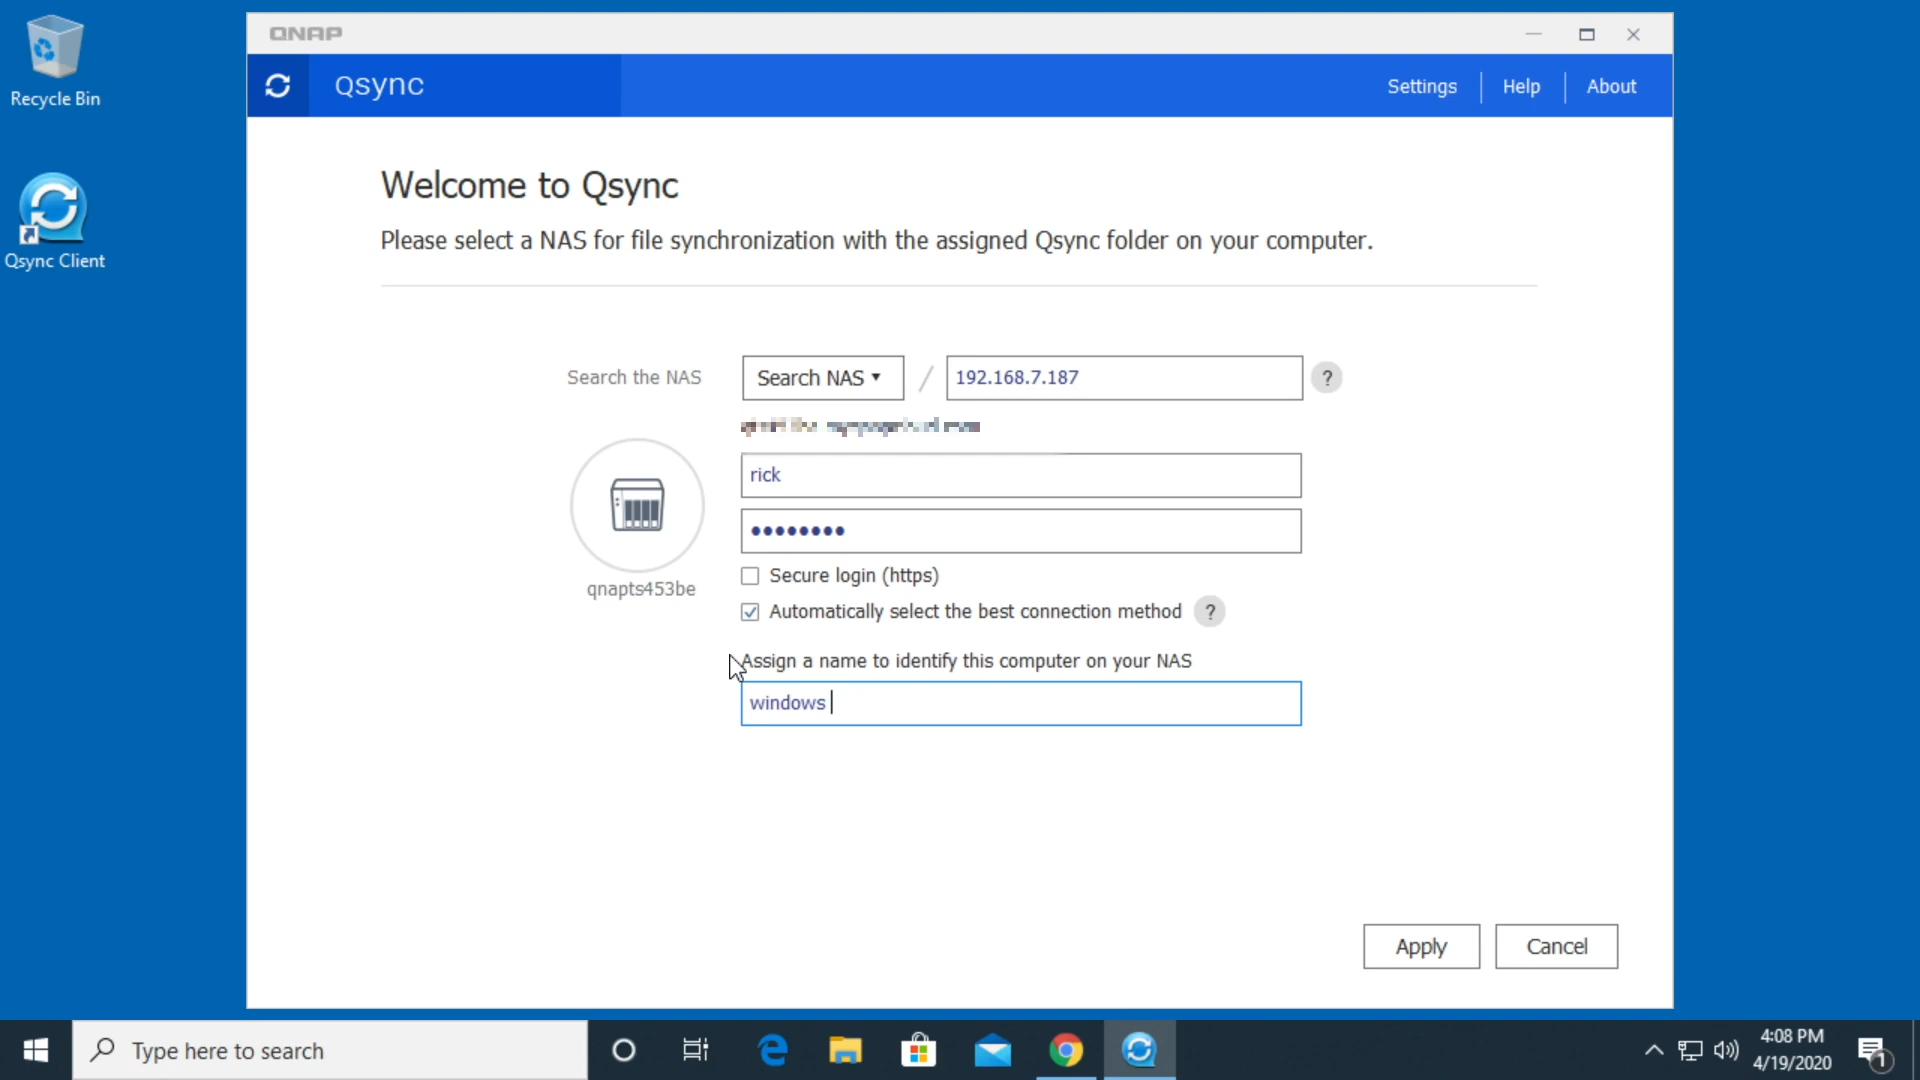 Recycle Bin
Qsync Client
QNAP
Qsync
Settings
Help
About
Welcome to Qsync
Please select a NAS for file synchronization with the assigned Qsync folder on your computer.
Search the NAS
Search NAS
/
192.168.7.187
?
rick
qnapts453be
Secure login (https)
Automatically select the best connection method
?
Assign a name to identify this computer on your NAS
windows
Apply
Cancel
Type here to search
4:08 PM
4/19/2020
1